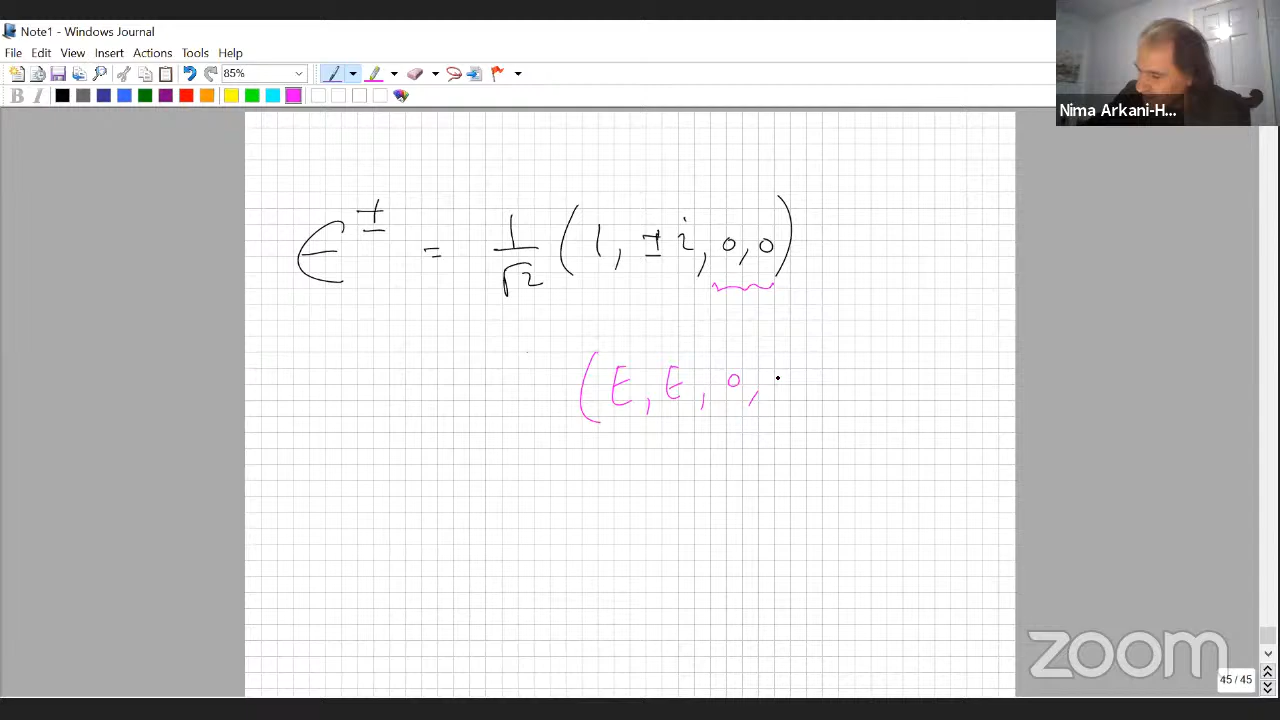 Note1 - Windows Journal
File Edit View Insert Actions Tools Help
85%
B I
Nima Arkani-H...
ϵ^± = 1/√2 (1, ± i, 0,0)
(E, E, 0,
zoom
45 / 45